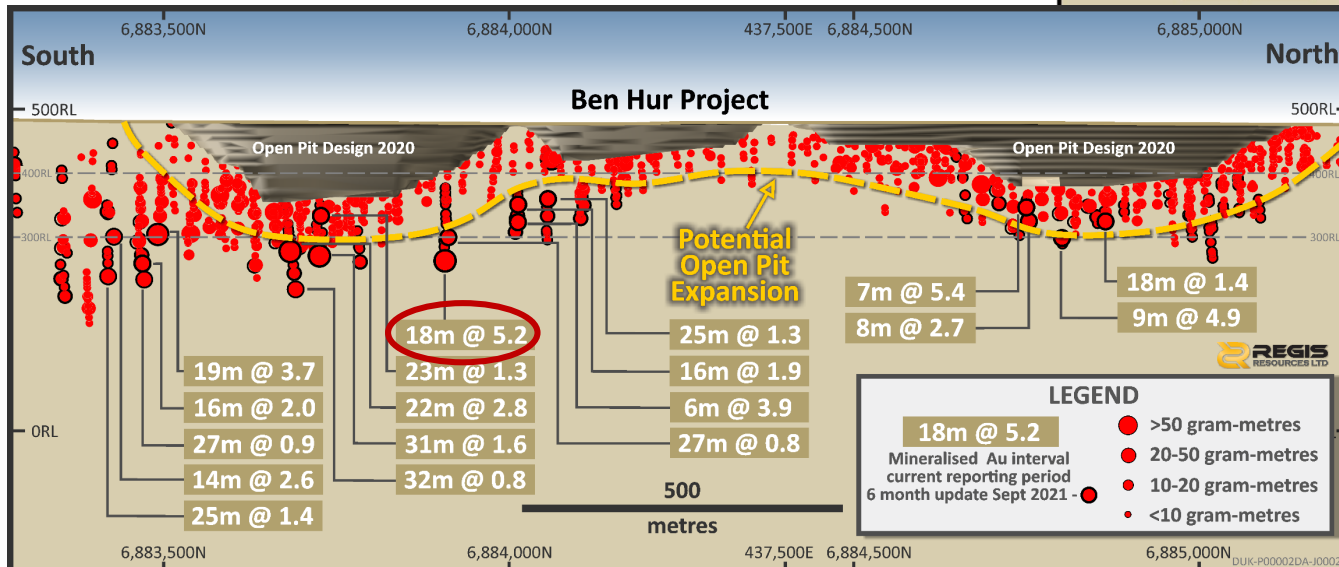 6,883,500N 6,884,000N 437,500E 6,884,500N 6,885,000N
South North
Ben Hur Project
500RL 500RL
Open Pit Design 2020 Open Pit Design 2020
400RL 400RL
300RL 300RL
Potential
Open Pit
Expansion
7m @ 5.4 18m @ 1.4
8m @ 2.7 9m @ 4.9
18m @ 5.2 25m @ 1.3
19m @ 3.7 23m @ 1.3 16m @ 1.9
16m @ 2.0 22m @ 2.8 6m @ 3.9
27m @ 0.9 31m @ 1.6 27m @ 0.8
14m @ 2.6 32m @ 0.8
25m @ 1.4
0RL
REGIS
RESOURCES LTD
LEGEND
18m @ 5.2
Mineralised Au interval
current reporting period
6 month update Sept 2021 -
>50 gram-metres
20-50 gram-metres
10-20 gram-metres
<10 gram-metres
500
metres
6,883,500N 6,884,000N 437,500E 6,884,500N 6,885,000N
DUK-P00002DA-J0002